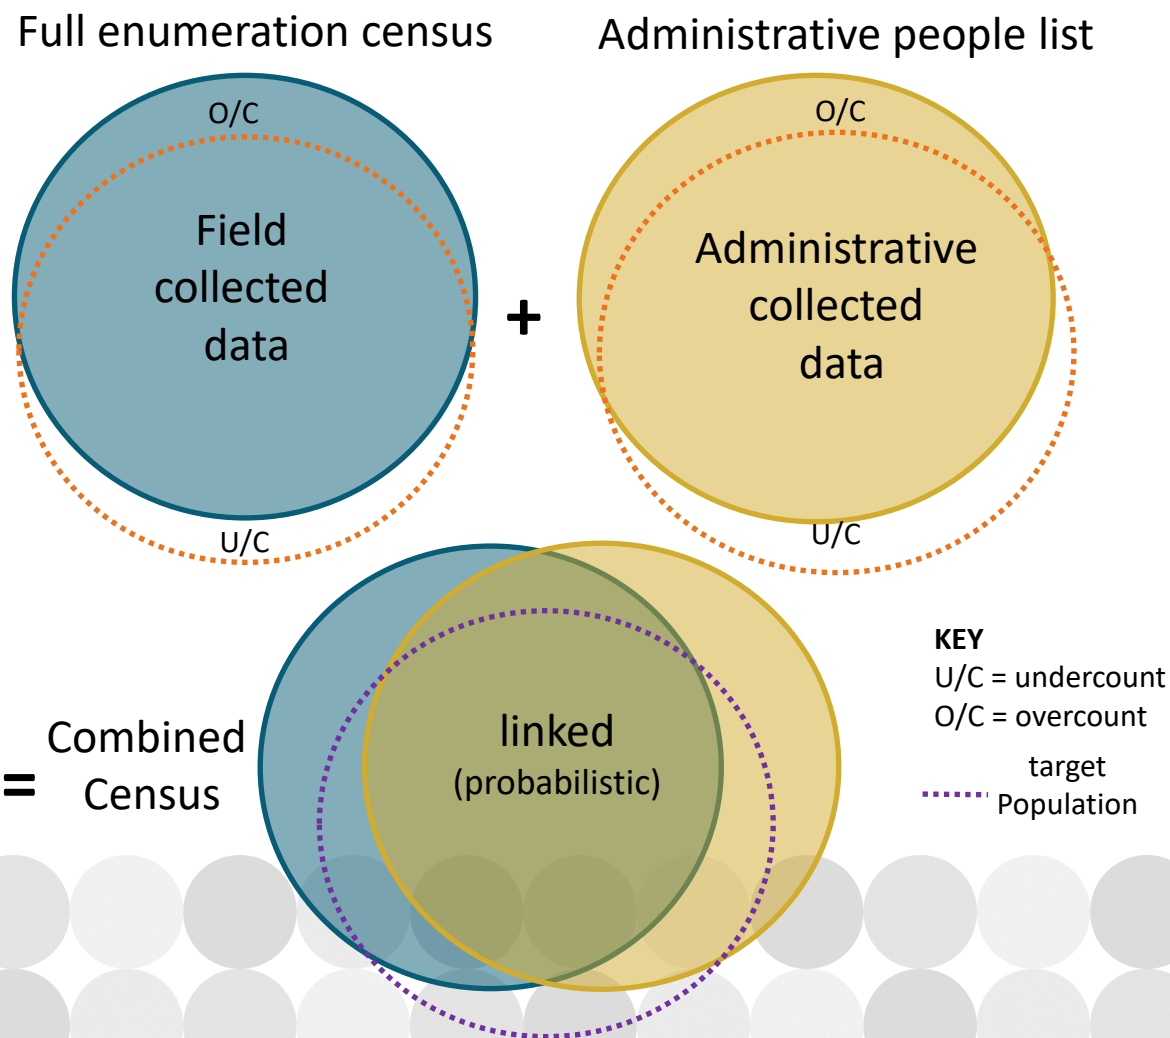 Full enumeration census
Administrative people list
O/C
Field
collected
data
U/C
+
O/C
Administrative
collected
data
U/C
=
Combined
Census
linked
(probabilistic)
KEY
U/C = undercount
O/C = overcount
target
Population